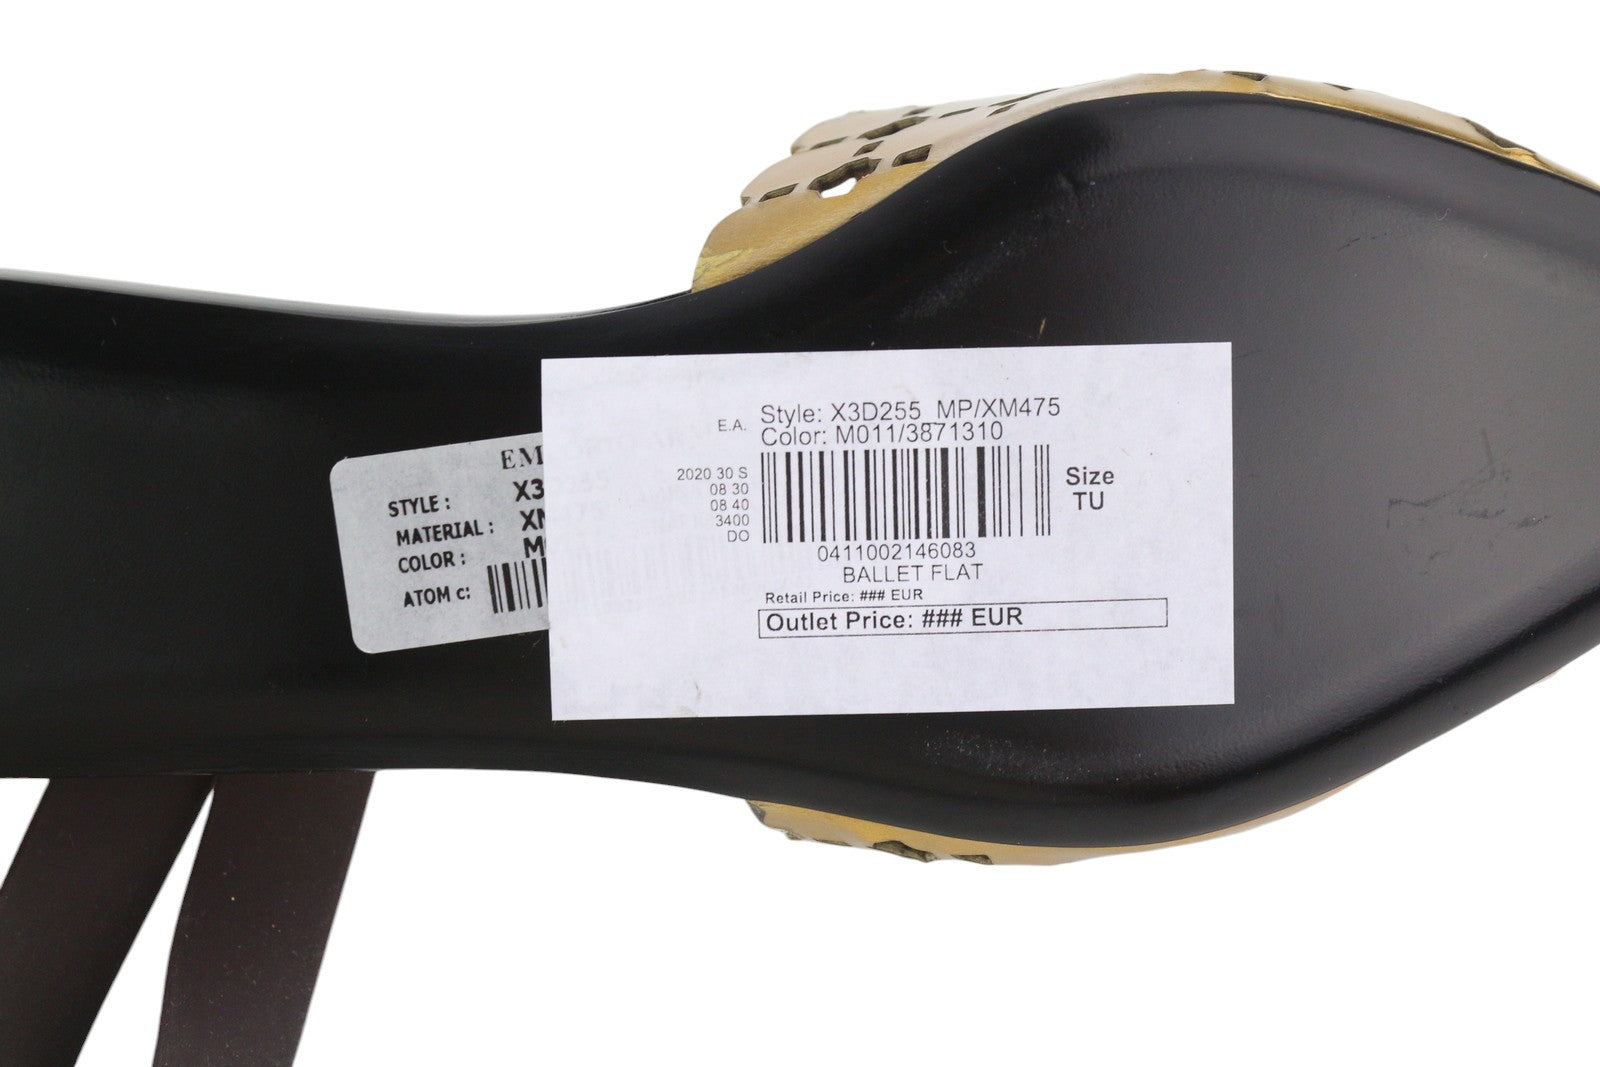 E.A. Style: X3D255_MP/XM475
Color: M011/3871310
2020 30 S
08 30
08 40
3400
DO
Size
TU
0411002146083
BALLET FLAT
Retail Price: ### EUR
Outlet Price: ### EUR
EM
STYLE : X3
MATERIAL : XM
COLOR : M
ATOM c: